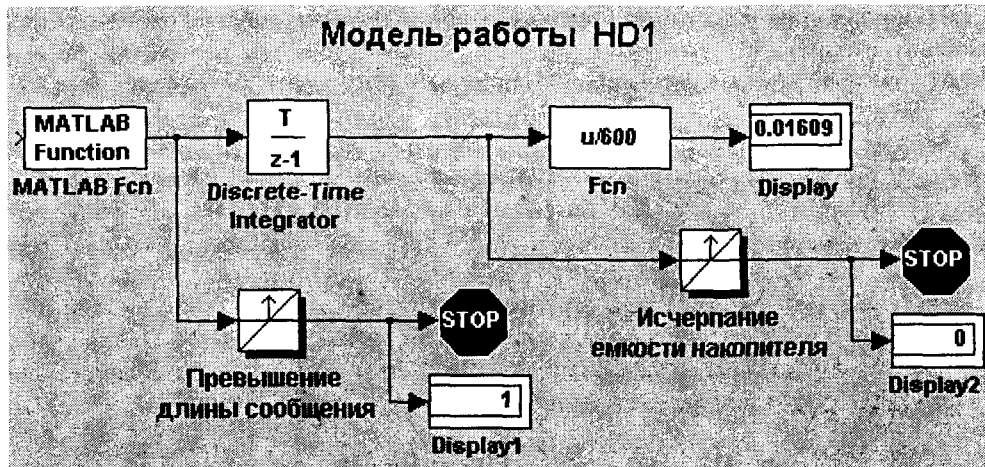 Модель работы HD1
MATLAB
Function
MATLAB Fcn
T
z-1
Discrete-Time
Integrator
u/600
Fcn
0.01609
Display
Превышение
длины сообщения
STOP
1
Display1
Исчерпание
емкости накопителя
STOP
0
Display2